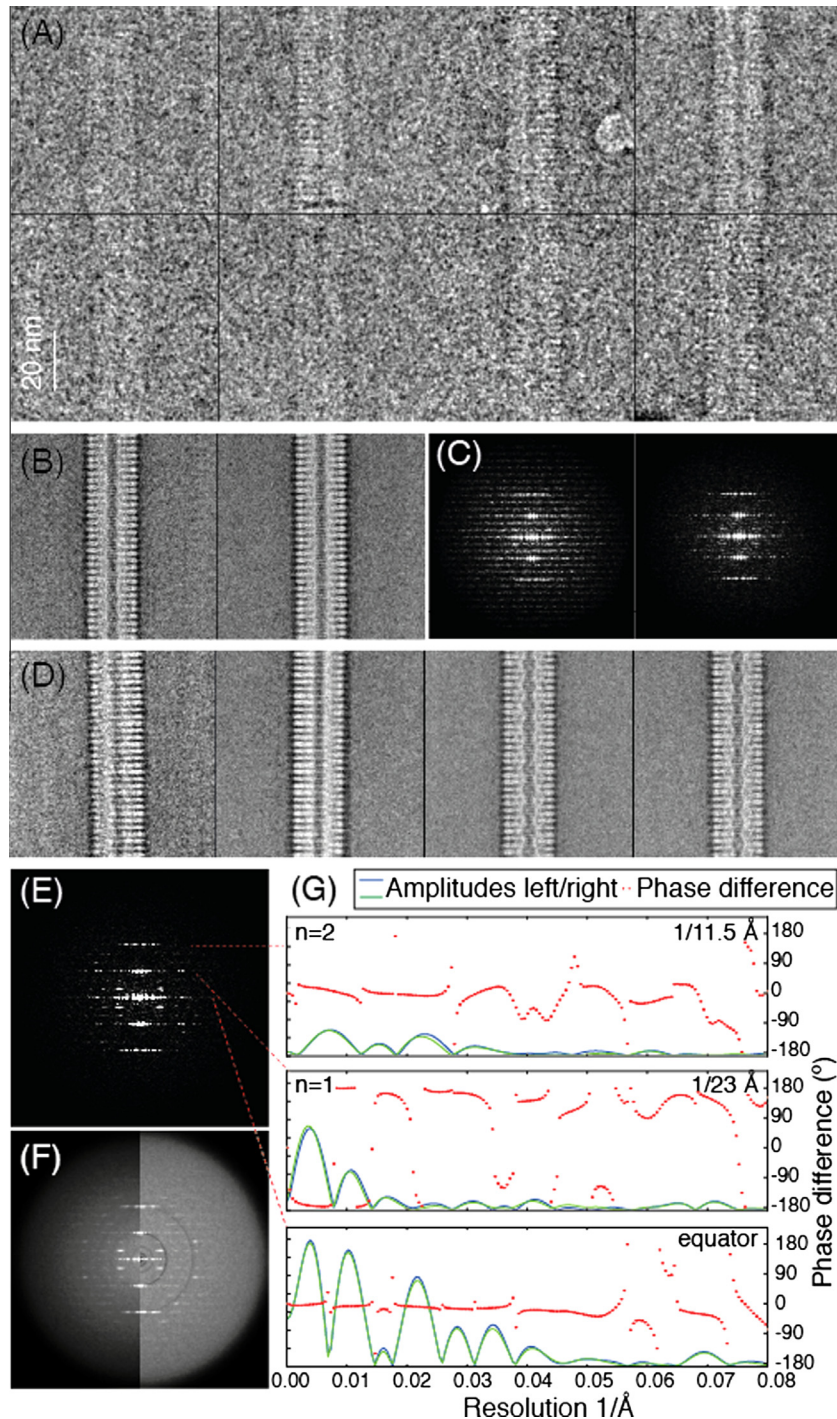 (A)
20 nm
(B)
(C)
(D)
(E)
(G)
Amplitudes left/right
Phase difference
n=2
1/11.5 Å
180
90
0
-90
-180
n=1
1/23 Å
180
90
0
-90
-180
(F)
equator
180
90
0
-90
-180
Phase difference (º)
0.00 0.01 0.02 0.03 0.04 0.05 0.06 0.07 0.08
Resolution 1/Å